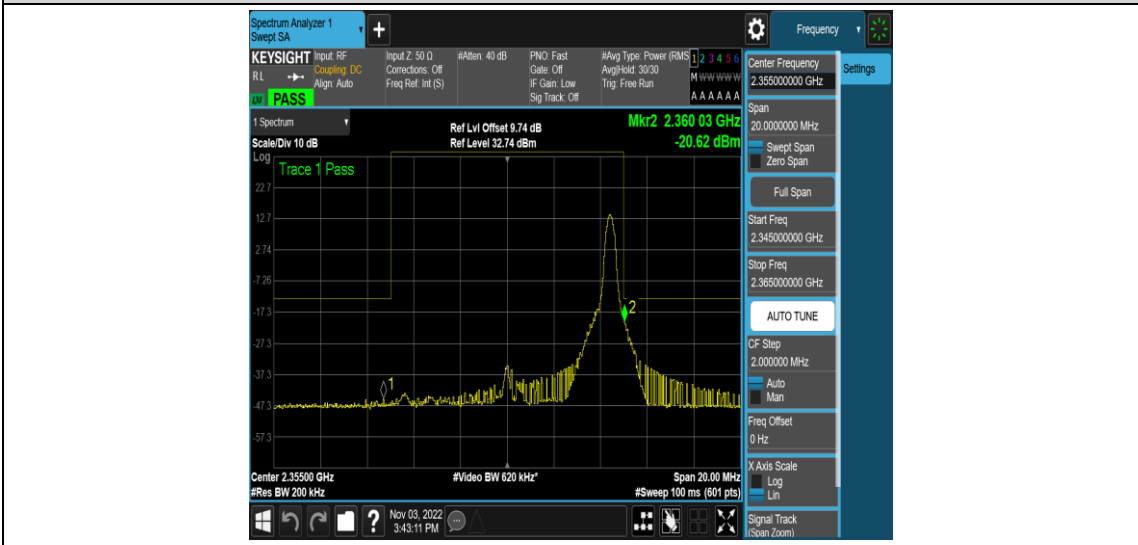 Spectrum Analyzer 1
Swept SA
Frequency
KEYSIGHT
RL
PASS
Input: RF
Coupling: DC
Align: Auto
Input Z: 50 Ω
Corrections: Off
Freq Ref: Int (S)
#Atten: 40 dB
PNO: Fast
Gate: Off
IF Gain: Low
Sig Track: Off
#Avg Type: Power (RMS
Avg|Hold: 30/30
Trig: Free Run
1 2 3 4 5 6
M W W W W W
A A A A A A
Center Frequency
2.355000000 GHz
Settings
1 Spectrum
Scale/Div 10 dB
Ref Lvl Offset 9.74 dB
Ref Level 32.74 dBm
Mkr2 2.360 03 GHz
-20.62 dBm
Log
Trace 1 Pass
22.7
12.7
2.74
-7.26
-17.3
-27.3
-37.3
-47.3
-57.3
1
2
Span
20.0000000 MHz
Swept Span
Zero Span
Full Span
Start Freq
2.345000000 GHz
Stop Freq
2.365000000 GHz
AUTO TUNE
CF Step
2.000000 MHz
Auto
Man
Freq Offset
0 Hz
X Axis Scale
Log
Lin
Signal Track
(Span Zoom)
Center 2.35500 GHz
#Video BW 620 kHz*
Span 20.00 MHz
#Res BW 200 kHz
#Sweep 100 ms (601 pts)
?
Nov 03, 2022
3:43:11 PM